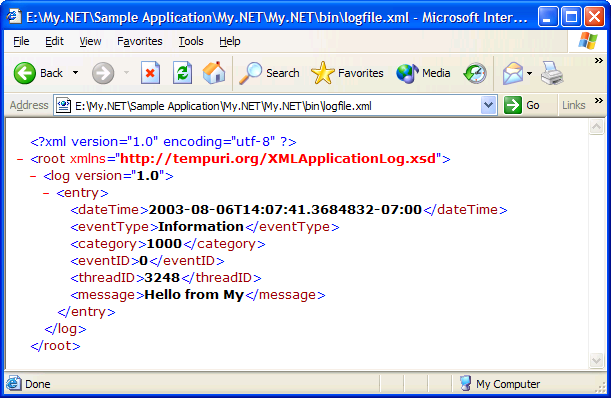 E:\My.NET\Sample Application\My.NET\My.NET\bin\logfile.xml - Microsoft Inter...
File Edit View Favorites Tools Help »
Back Search Favorites Media »
Address E:\My.NET\Sample Application\My.NET\My.NET\bin\logfile.xml Go Links »
<?xml version="1.0" encoding="utf-8" ?>
- <root xmlns="http://tempuri.org/XMLApplicationLog.xsd">
- <log version="1.0">
- <entry>
<dateTime>2003-08-06T14:07:41.3684832-07:00</dateTime>
<eventType>Information</eventType>
<category>1000</category>
<eventID>0</eventID>
<threadID>3248</threadID>
<message>Hello from My</message>
</entry>
</log>
</root>
Done My Computer